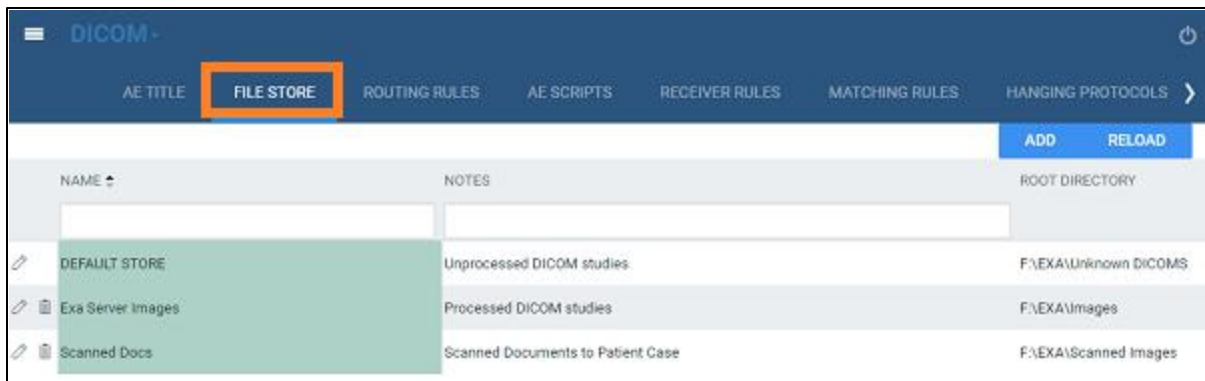 DICOM
AE TITLE FILE STORE ROUTING RULES AE SCRIPTS RECEIVER RULES MATCHING RULES HANGING PROTOCOLS
ADD RELOAD
NAME NOTES ROOT DIRECTORY
DEFAULT STORE Unprocessed DICOM studies F:\EXA\Unknown DICOMS
Exa Server Images Processed DICOM studies F:\EXA\Images
Scanned Docs Scanned Documents to Patient Case F:\EXA\Scanned Images